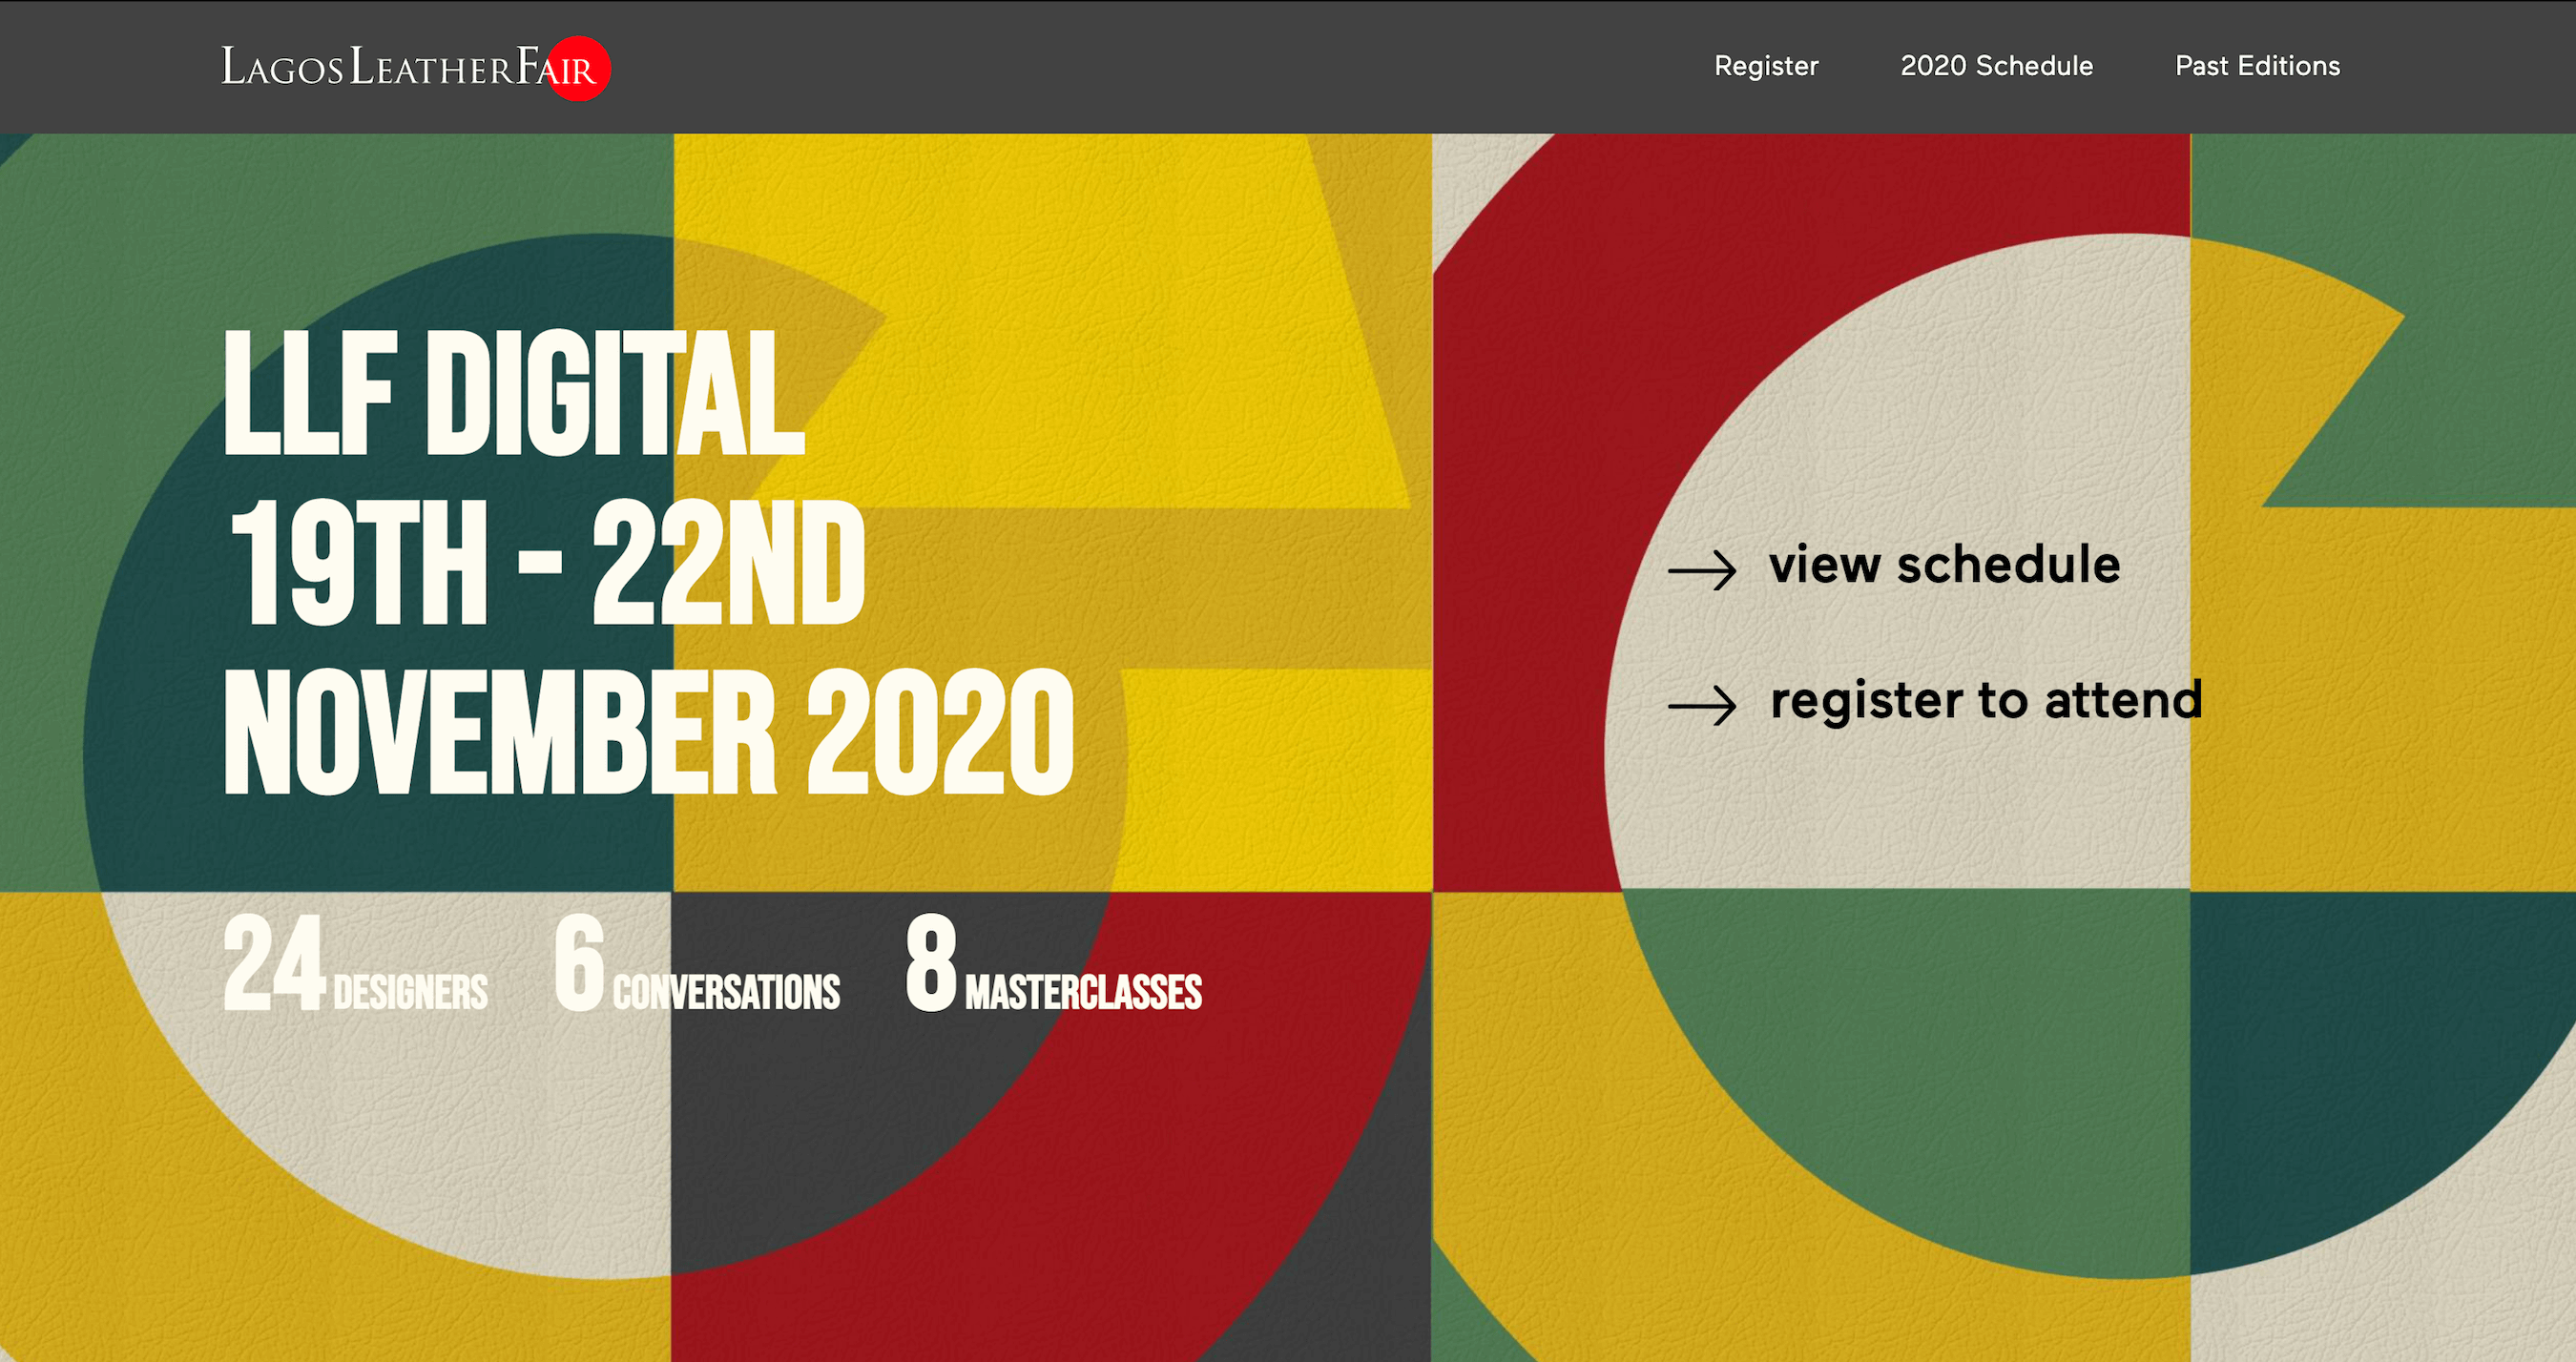 LAGOSLEATHERFAIR
Register 2020 Schedule Past Editions
LLF DIGITAL
19TH - 22ND
NOVEMBER 2020
view schedule
register to attend
24 DESIGNERS 6 CONVERSATIONS 8 MASTERCLASSES